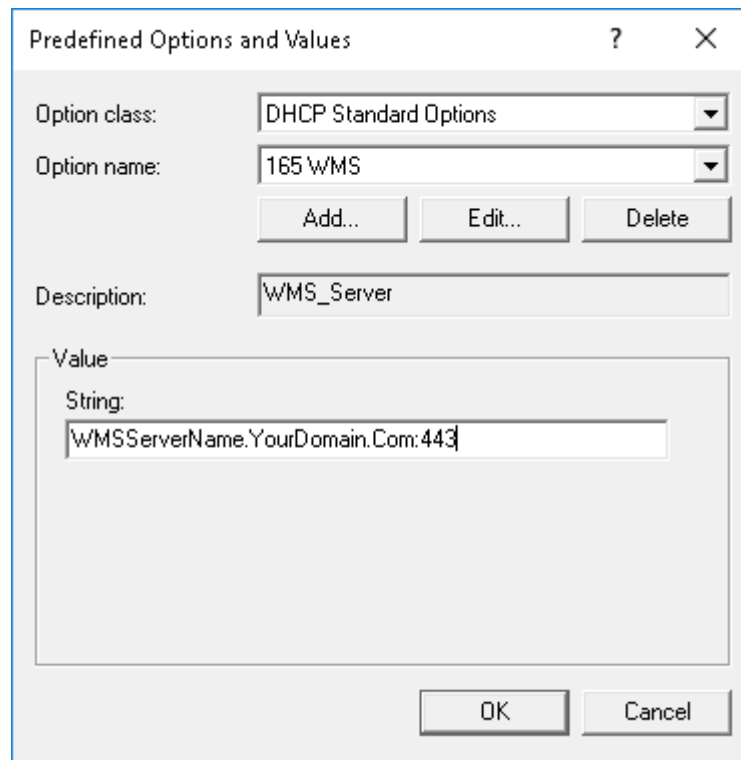 Predefined Options and Values ? X
Option class: DHCP Standard Options
Option name: 165 WMS
Add... Edit... Delete
Description: WMS_Server
Value
String:
WMSServerName.YourDomain.Com:443
OK Cancel